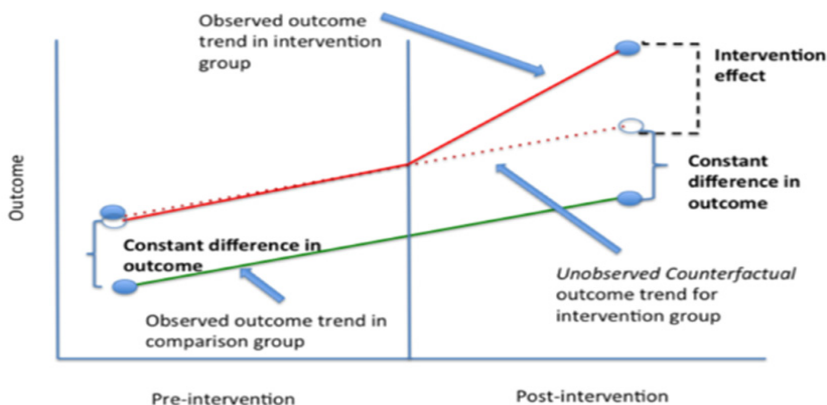 Observed outcome
trend in intervention
group
Intervention
effect
Outcome
Constant
difference in
outcome
Constant difference in
outcome
Unobserved Counterfactual
outcome trend for
intervention group
Observed outcome trend in
comparison group
Pre-intervention
Post-intervention